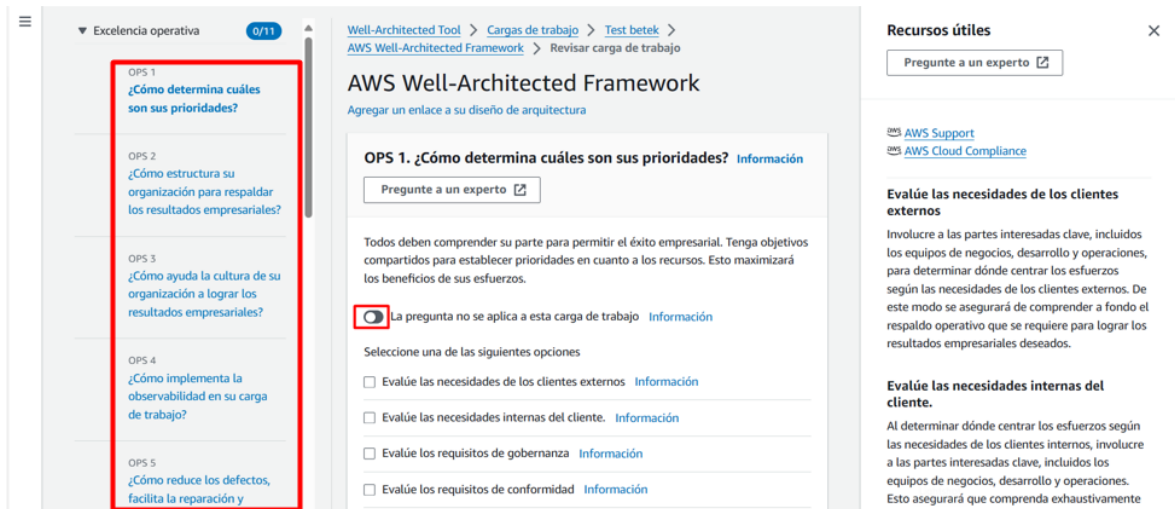 Excelencia operativa 0/11
OPS 1
¿Cómo determina cuáles
son sus prioridades?
OPS 2
¿Cómo estructura su
organización para respaldar
los resultados empresariales?
OPS 3
¿Cómo ayuda la cultura de su
organización a lograr los
resultados empresariales?
OPS 4
¿Cómo implementa la
observabilidad en su carga
de trabajo?
OPS 5
¿Cómo reduce los defectos,
facilita la reparación y
Well-Architected Tool > Cargas de trabajo > Test betek >
AWS Well-Architected Framework > Revisar carga de trabajo
AWS Well-Architected Framework
Agregar un enlace a su diseño de arquitectura
OPS 1. ¿Cómo determina cuáles son sus prioridades? Información
Pregunte a un experto
Todos deben comprender su parte para permitir el éxito empresarial. Tenga objetivos
compartidos para establecer prioridades en cuanto a los recursos. Esto maximizará
los beneficios de sus esfuerzos.
La pregunta no se aplica a esta carga de trabajo Información
Seleccione una de las siguientes opciones
Evalúe las necesidades de los clientes externos Información
Evalúe las necesidades internas del cliente. Información
Evalúe los requisitos de gobernanza Información
Evalúe los requisitos de conformidad Información
Recursos útiles
Pregunte a un experto
aws AWS Support
aws AWS Cloud Compliance
Evalúe las necesidades de los clientes
externos
Involucre a las partes interesadas clave, incluidos
los equipos de negocios, desarrollo y operaciones,
para determinar dónde centrar los esfuerzos
según las necesidades de los clientes externos. De
este modo se asegurará de comprender a fondo el
respaldo operativo que se requiere para lograr los
resultados empresariales deseados.
Evalúe las necesidades internas del
cliente.
Al determinar dónde centrar los esfuerzos según
las necesidades de los clientes internos, involucre
a las partes interesadas clave, incluidos los
equipos de negocios, desarrollo y operaciones.
Esto asegurará que comprenda exhaustivamente